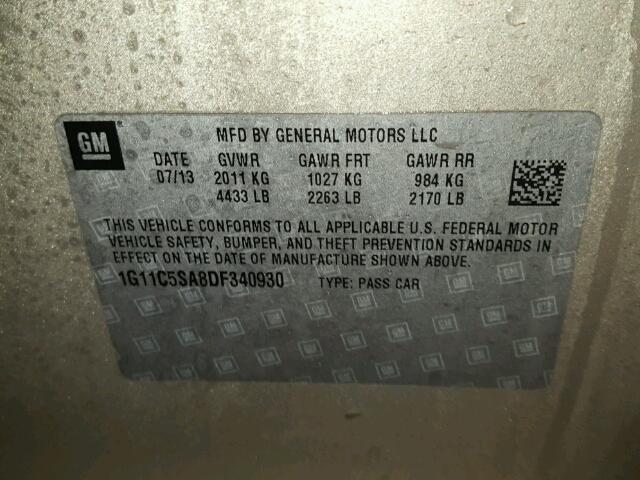 GM
MFD BY GENERAL MOTORS LLC
DATE GVWR GAWR FRT GAWR RR
07/13 2011 KG 1027 KG 984 KG
4433 LB 2263 LB 2170 LB
THIS VEHICLE CONFORMS TO ALL APPLICABLE U.S. FEDERAL MOTOR
VEHICLE SAFETY, BUMPER, AND THEFT PREVENTION STANDARDS IN
EFFECT ON THE DATE OF MANUFACTURE SHOWN ABOVE.
1G11C5SA8DF340930 TYPE: PASS CAR